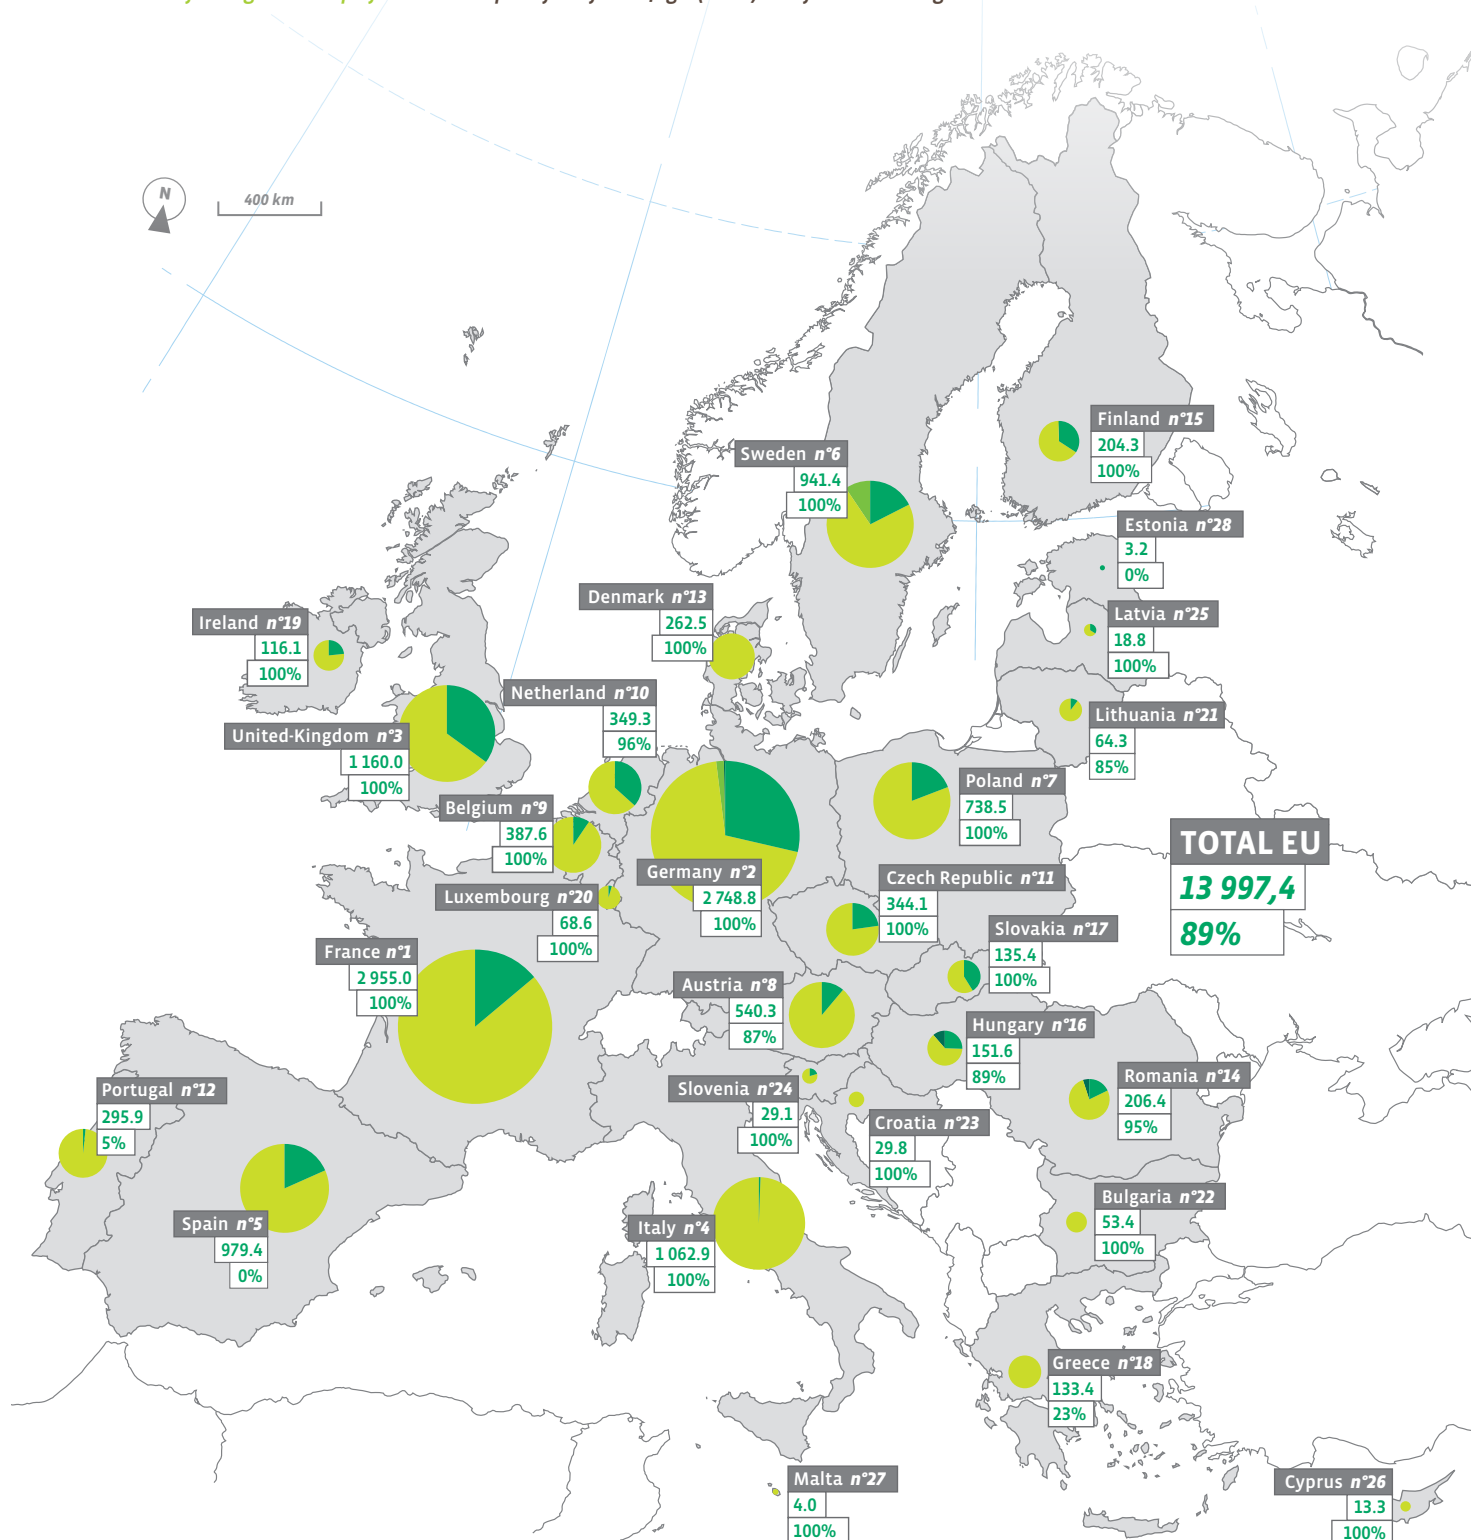 N
400 km
Finland n°15
204.3
100%
Sweden n°6
941.4
100%
Estonia n°28
3.2
0%
Denmark n°13
262.5
100%
Latvia n°25
18.8
100%
Ireland n°19
116.1
100%
Netherland n°10
349.3
96%
Lithuania n°21
64.3
85%
United-Kingdom n°3
1 160.0
100%
Poland n°7
738.5
100%
Belgium n°9
387.6
100%
TOTAL EU
13 997,4
89%
Germany n°2
2 748.8
100%
Czech Republic n°11
344.1
100%
Luxembourg n°20
68.6
100%
Slovakia n°17
135.4
100%
France n°1
2 955.0
100%
Austria n°8
540.3
87%
Hungary n°16
151.6
89%
Romania n°14
206.4
95%
Portugal n°12
295.9
5%
Slovenia n°24
29.1
100%
Croatia n°23
29.8
100%
Bulgaria n°22
53.4
100%
Spain n°5
979.4
0%
Italy n°4
1 062.9
100%
Greece n°18
133.4
23%
Malta n°27
4.0
100%
Cyprus n°26
13.3
100%